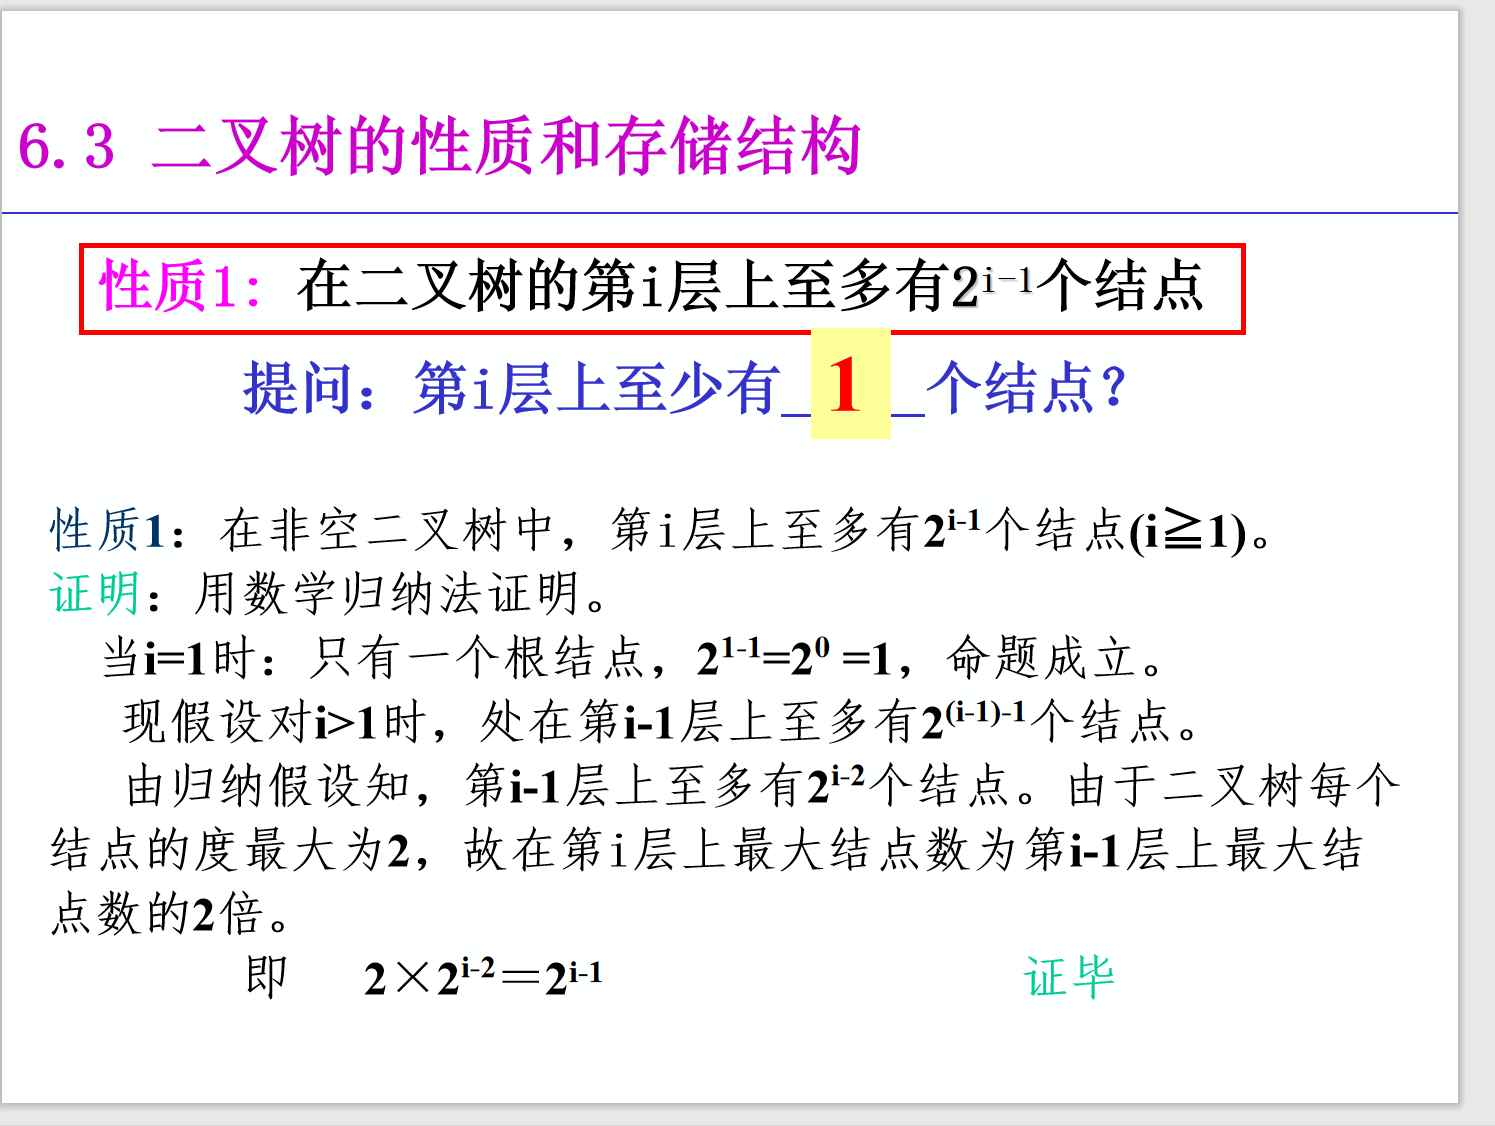 6.3 二叉树的性质和存储结构
性质1: 在二叉树的第i层上至多有2^{i-1}个结点
提问：第i层上至少有_ 1 _个结点？
性质1：在非空二叉树中，第i层上至多有2^{i-1}个结点(i≧1)。
证明：用数学归纳法证明。
当i=1时：只有一个根结点，2^{1-1}=2^{0} =1，命题成立。
现假设对i>1时，处在第i-1层上至多有2^{(i-1)-1}个结点。
由归纳假设知，第i-1层上至多有2^{i-2}个结点。由于二叉树每个
结点的度最大为2，故在第i层上最大结点数为第i-1层上最大结
点数的2倍。
即 2×2^{i-2}＝2^{i-1} 证毕